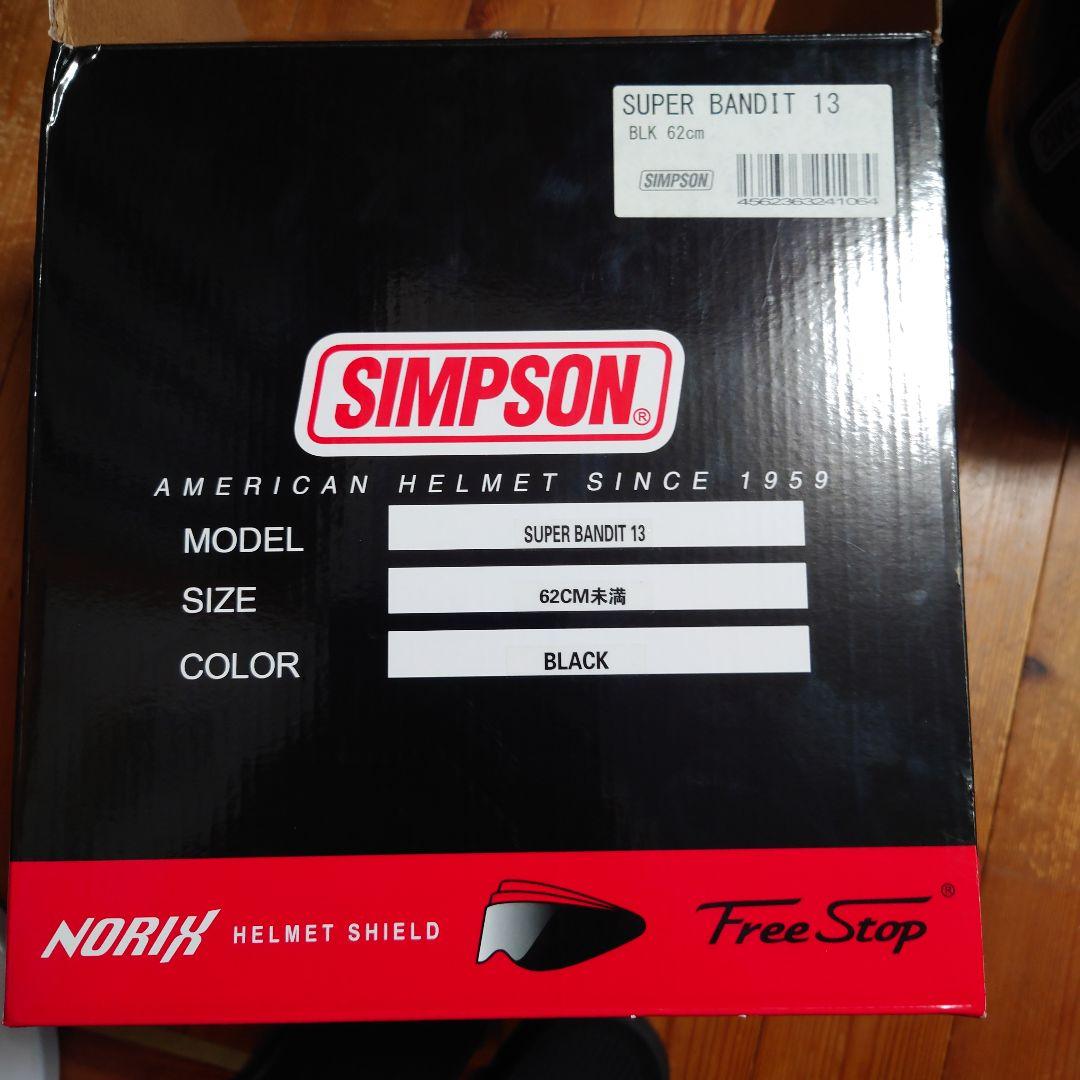 SUPER BANDIT 13
BLK 62cm
SIMPSON
4562363241064
SIMPSON®
AMERICAN HELMET SINCE 1959
MODEL SUPER BANDIT 13
SIZE 62CM未満
COLOR BLACK
NORIX HELMET SHIELD
Free Stop®